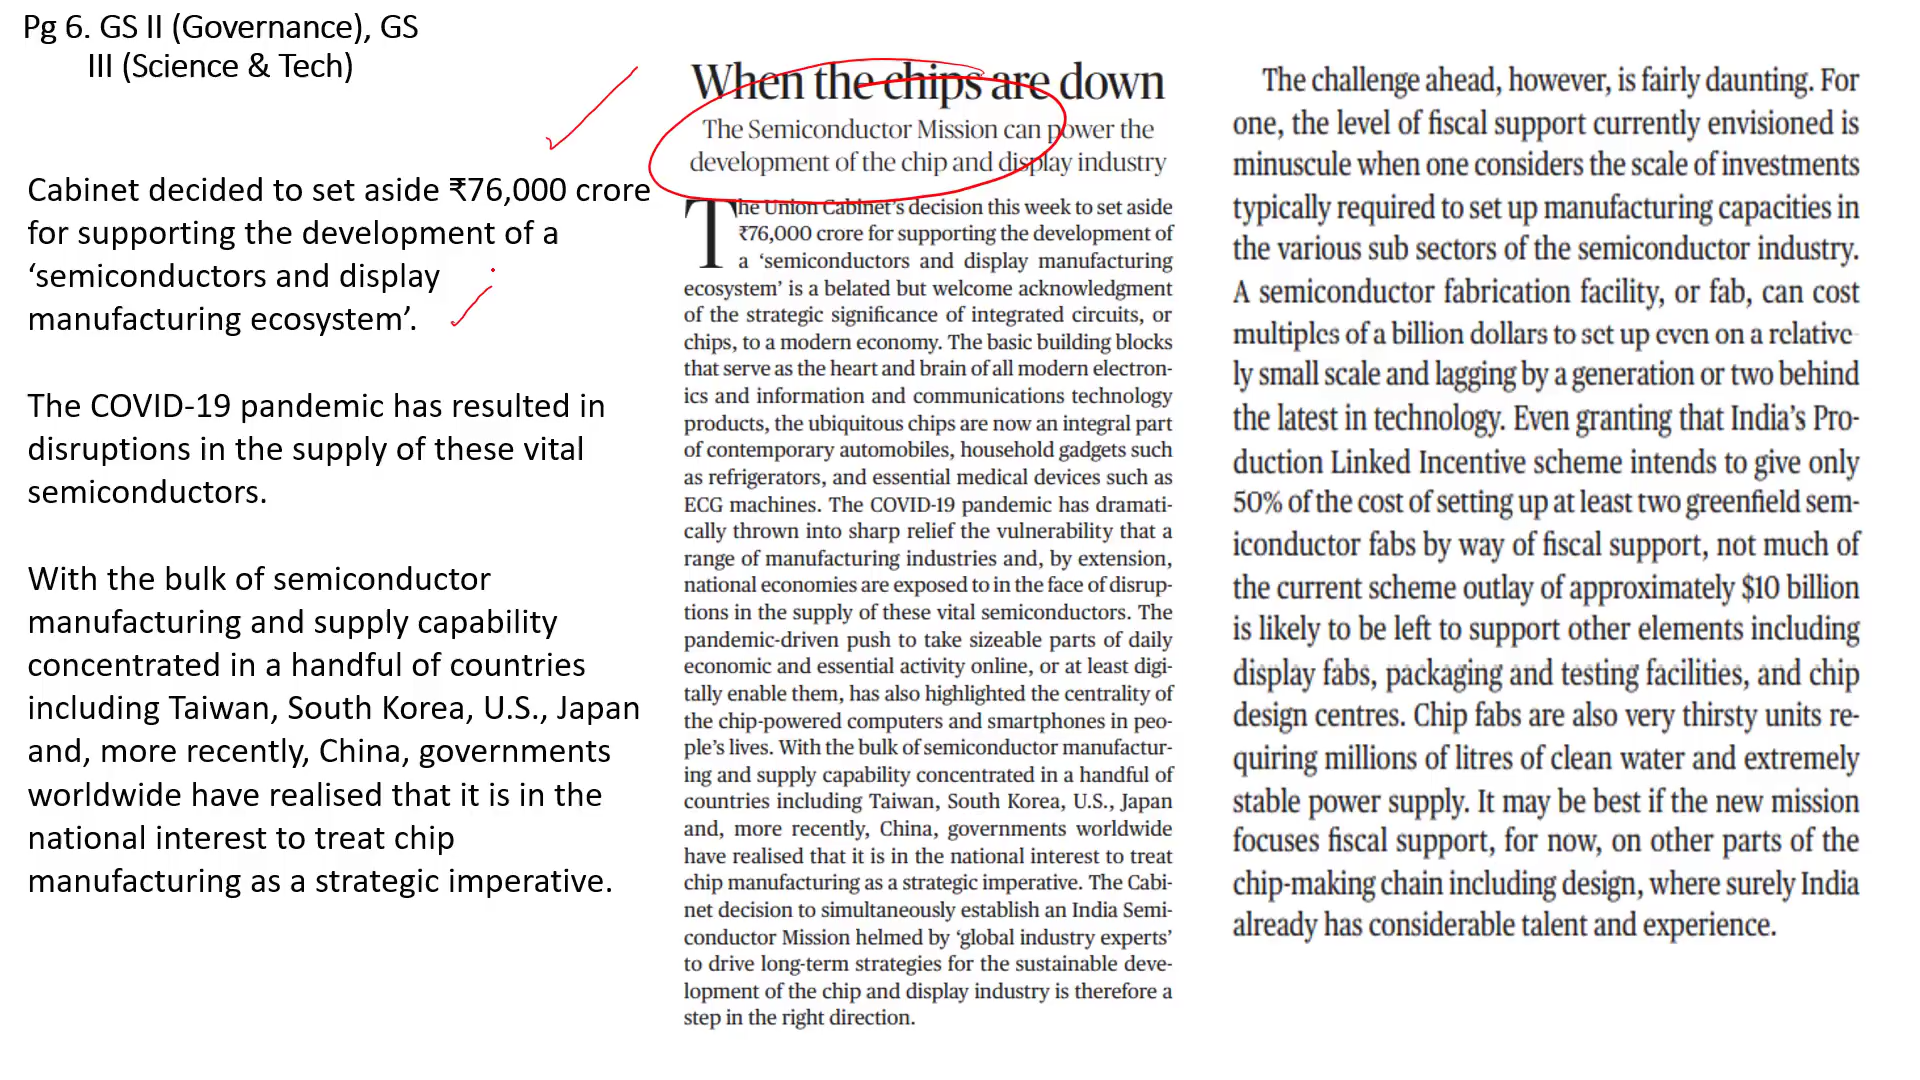 Pg 6. GS II (Governance), GS
III (Science & Tech)
Cabinet decided to set aside ₹76,000 crore
for supporting the development of a
‘semiconductors and display
manufacturing ecosystem’.
The COVID-19 pandemic has resulted in
disruptions in the supply of these vital
semiconductors.
With the bulk of semiconductor
manufacturing and supply capability
concentrated in a handful of countries
including Taiwan, South Korea, U.S., Japan
and, more recently, China, governments
worldwide have realised that it is in the
national interest to treat chip
manufacturing as a strategic imperative.
When the chips are down
The Semiconductor Mission can power the
development of the chip and display industry
The Union Cabinet’s decision this week to set aside
₹76,000 crore for supporting the development of
a ‘semiconductors and display manufacturing
ecosystem’ is a belated but welcome acknowledgment
of the strategic significance of integrated circuits, or
chips, to a modern economy. The basic building blocks
that serve as the heart and brain of all modern electron-
ics and information and communications technology
products, the ubiquitous chips are now an integral part
of contemporary automobiles, household gadgets such
as refrigerators, and essential medical devices such as
ECG machines. The COVID-19 pandemic has dramati-
cally thrown into sharp relief the vulnerability that a
range of manufacturing industries and, by extension,
national economies are exposed to in the face of disrup-
tions in the supply of these vital semiconductors. The
pandemic-driven push to take sizeable parts of daily
economic and essential activity online, or at least digi-
tally enable them, has also highlighted the centrality of
the chip-powered computers and smartphones in peo-
ple’s lives. With the bulk of semiconductor manufactur-
ing and supply capability concentrated in a handful of
countries including Taiwan, South Korea, U.S., Japan
and, more recently, China, governments worldwide
have realised that it is in the national interest to treat
chip manufacturing as a strategic imperative. The Cabi-
net decision to simultaneously establish an India Semi-
conductor Mission helmed by ‘global industry experts’
to drive long-term strategies for the sustainable deve-
lopment of the chip and display industry is therefore a
step in the right direction.
The challenge ahead, however, is fairly daunting. For
one, the level of fiscal support currently envisioned is
minuscule when one considers the scale of investments
typically required to set up manufacturing capacities in
the various sub sectors of the semiconductor industry.
A semiconductor fabrication facility, or fab, can cost
multiples of a billion dollars to set up even on a relative-
ly small scale and lagging by a generation or two behind
the latest in technology. Even granting that India’s Pro-
duction Linked Incentive scheme intends to give only
50% of the cost of setting up at least two greenfield sem-
iconductor fabs by way of fiscal support, not much of
the current scheme outlay of approximately $10 billion
is likely to be left to support other elements including
display fabs, packaging and testing facilities, and chip
design centres. Chip fabs are also very thirsty units re-
quiring millions of litres of clean water and extremely
stable power supply. It may be best if the new mission
focuses fiscal support, for now, on other parts of the
chip-making chain including design, where surely India
already has considerable talent and experience.